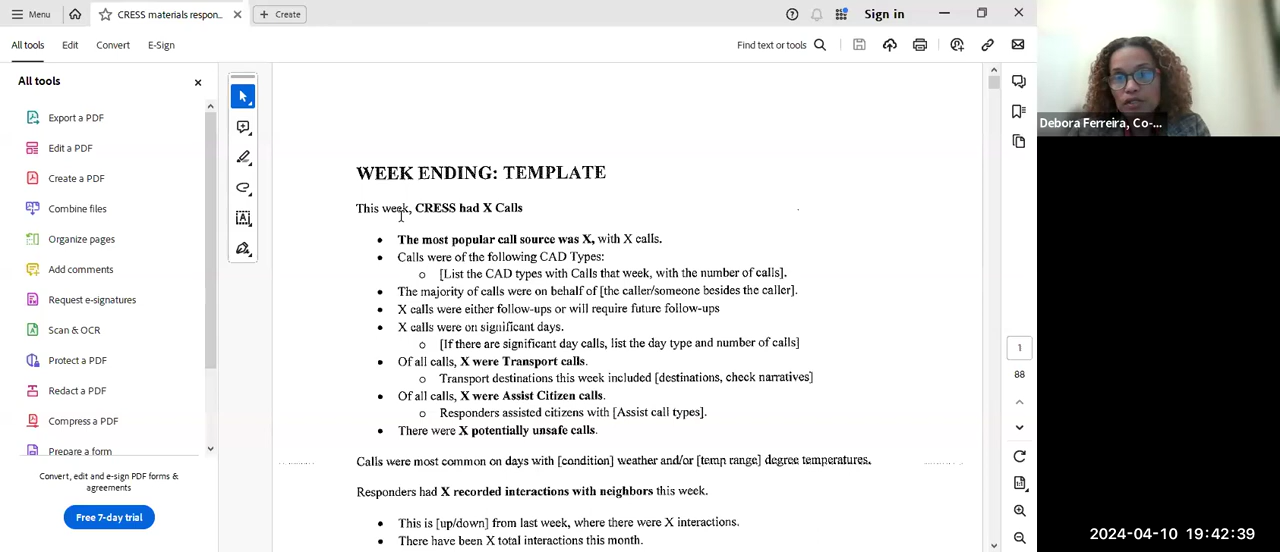 Menu
CRESS materials respon...
Create
Sign in
All tools
Edit
Convert
E-Sign
Find text or tools
All tools
Export a PDF
Edit a PDF
Create a PDF
Combine files
Organize pages
Add comments
Request e-signatures
Scan & OCR
Protect a PDF
Redact a PDF
Compress a PDF
Prepare a form
Convert, edit and e-sign PDF forms &
agreements
Free 7-day trial
WEEK ENDING: TEMPLATE
This week, CRESS had X Calls
• The most popular call source was X, with X calls.
• Calls were of the following CAD Types:
o [List the CAD types with Calls that week, with the number of calls].
• The majority of calls were on behalf of [the caller/someone besides the caller].
• X calls were either follow-ups or will require future follow-ups
• X calls were on significant days.
o [If there are significant day calls, list the day type and number of calls]
• Of all calls, X were Transport calls.
o Transport destinations this week included [destinations, check narratives]
• Of all calls, X were Assist Citizen calls.
o Responders assisted citizens with [Assist call types].
• There were X potentially unsafe calls.
Calls were most common on days with [condition] weather and/or [temp range] degree temperatures.
Responders had X recorded interactions with neighbors this week.
• This is [up/down] from last week, where there were X interactions.
• There have been X total interactions this month.
1
88
Debora Ferreira, Co-...
2024-04-10 19:42:39